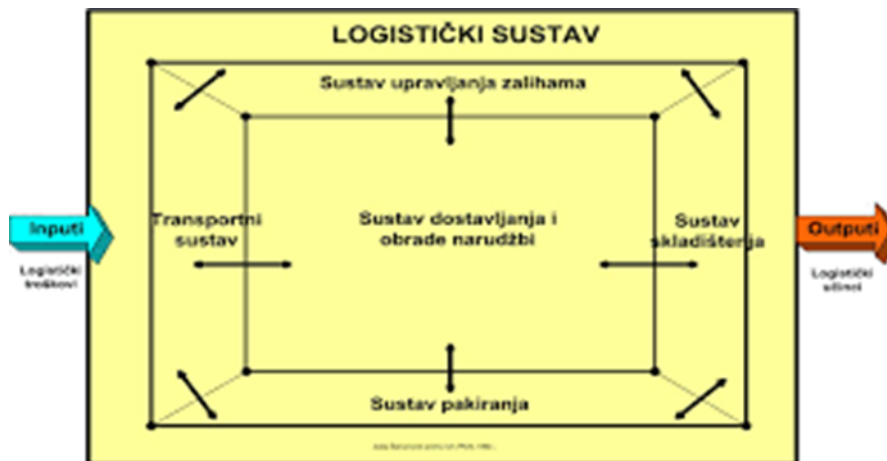 LOGISTIČKI SUSTAV
Sustav upravljanja zalihama
Inputi
Logistički
troškovi
Transportni
sustav
Sustav dostavljanja i
obrade narudžbi
Sustav
skladištenja
Outputi
Logistički
učinci
Sustav pakiranja